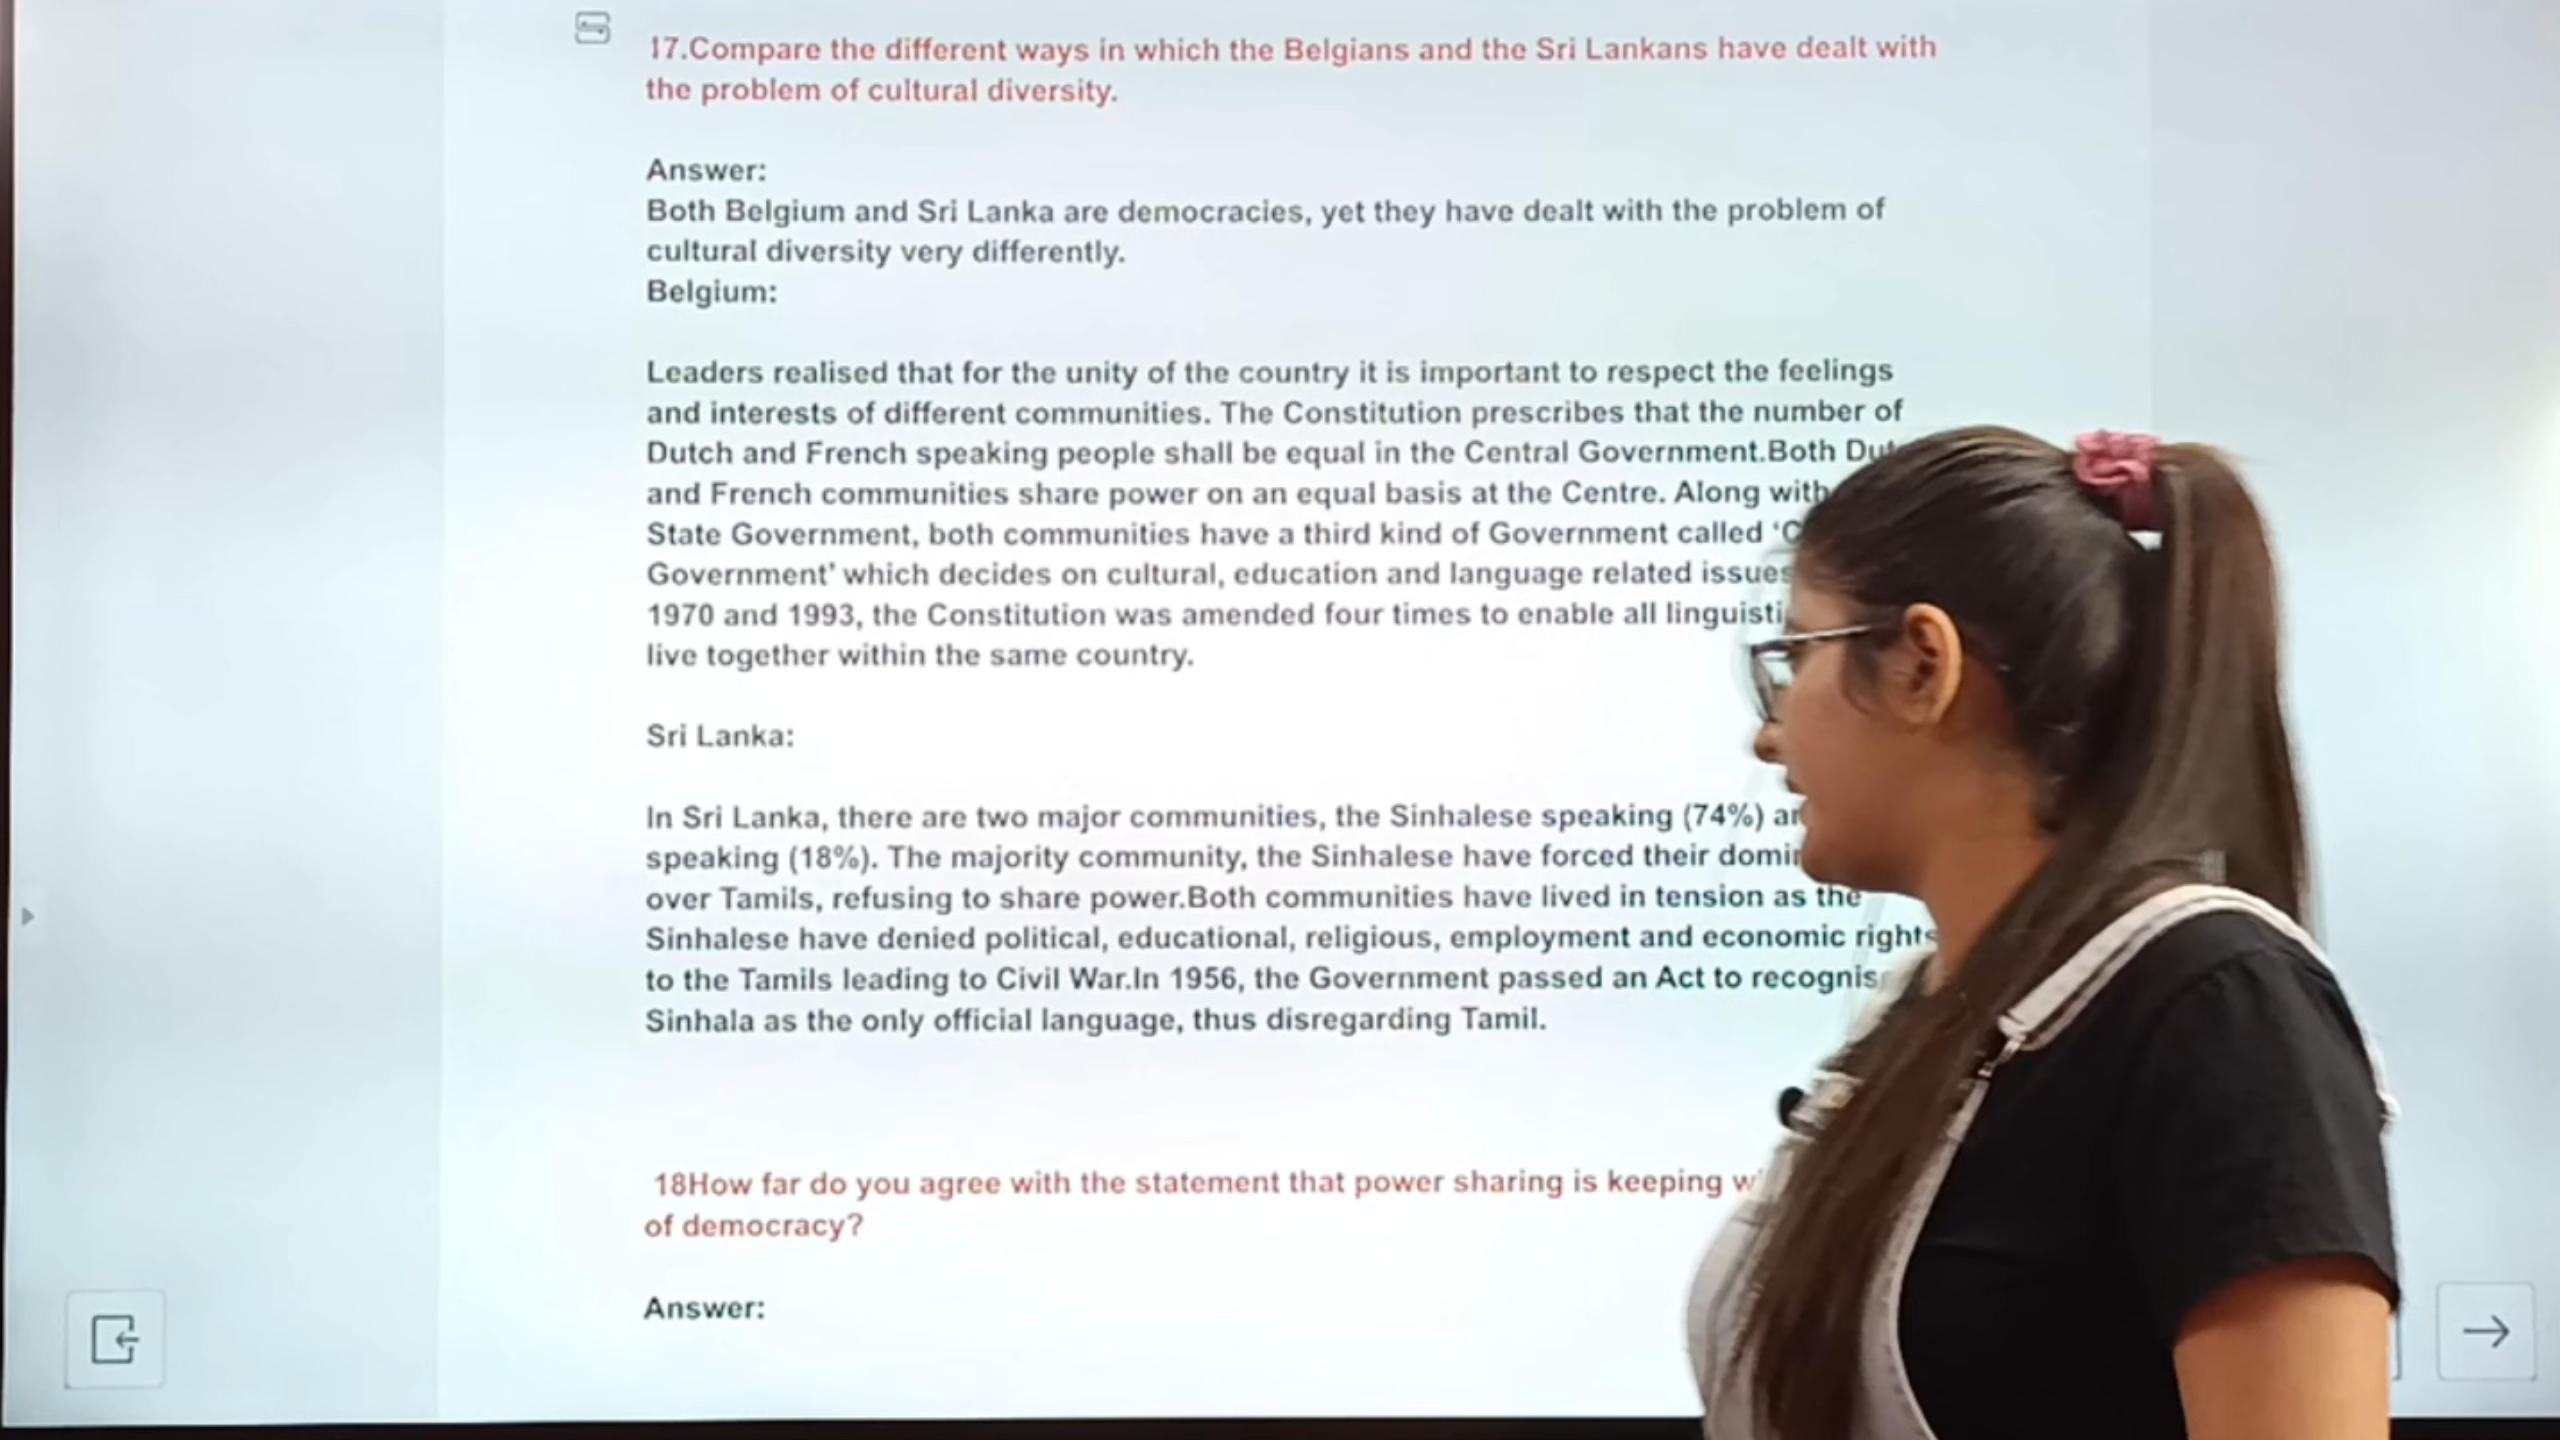 17.Compare the different ways in which the Belgians and the Sri Lankans have dealt with
the problem of cultural diversity.
Answer:
Both Belgium and Sri Lanka are democracies, yet they have dealt with the problem of
cultural diversity very differently.
Belgium:
Leaders realised that for the unity of the country it is important to respect the feelings
and interests of different communities. The Constitution prescribes that the number of
Dutch and French speaking people shall be equal in the Central Government.Both
and French communities share power on an equal basis at the Centre. Along with
State Government, both communities have a third kind of Government called
Government' which decides on cultural, education and language related issues
1970 and 1993, the Constitution was amended four times to enable all
live together within the same country.
Sri Lanka:
In Sri Lanka, there are two major communities, the Sinhalese speaking (74%)
speaking (18%). The majority community, the Sinhalese have forced their
over Tamils, refusing to share power.Both communities have lived in tension as the
Sinhalese have denied political, educational, religious, employment and economic rights
to the Tamils leading to Civil War.In 1956, the Government passed an Act to
Sinhala as the only official language, thus disregarding Tamil.
18How far do you agree with the statement that power sharing is keeping
of democracy?
Answer: